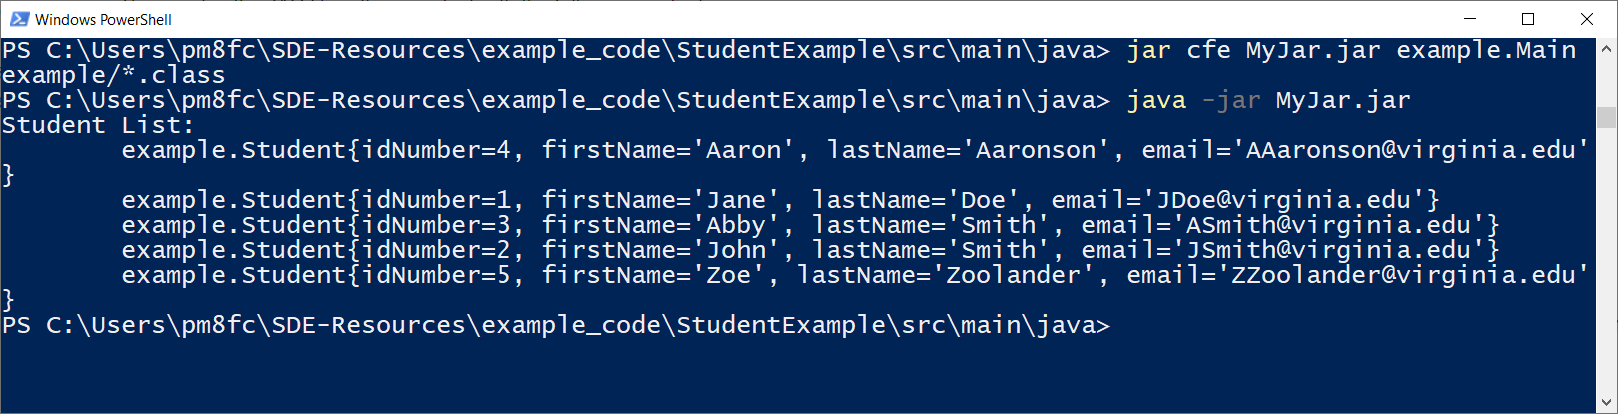 Windows PowerShell
PS C:\Users\pm8fc\SDE-Resources\example_code\StudentExample\src\main\java> jar cfe MyJar.jar example.Main
example/*.class
PS C:\Users\pm8fc\SDE-Resources\example_code\StudentExample\src\main\java> java -jar MyJar.jar
Student List:
        example.Student{idNumber=4, firstName='Aaron', lastName='Aaronson', email='AAaronson@virginia.edu'
}
        example.Student{idNumber=1, firstName='Jane', lastName='Doe', email='JDoe@virginia.edu'}
        example.Student{idNumber=3, firstName='Abby', lastName='Smith', email='ASmith@virginia.edu'}
        example.Student{idNumber=2, firstName='John', lastName='Smith', email='JSmith@virginia.edu'}
        example.Student{idNumber=5, firstName='Zoe', lastName='Zoolander', email='ZZoolander@virginia.edu'
}
PS C:\Users\pm8fc\SDE-Resources\example_code\StudentExample\src\main\java>